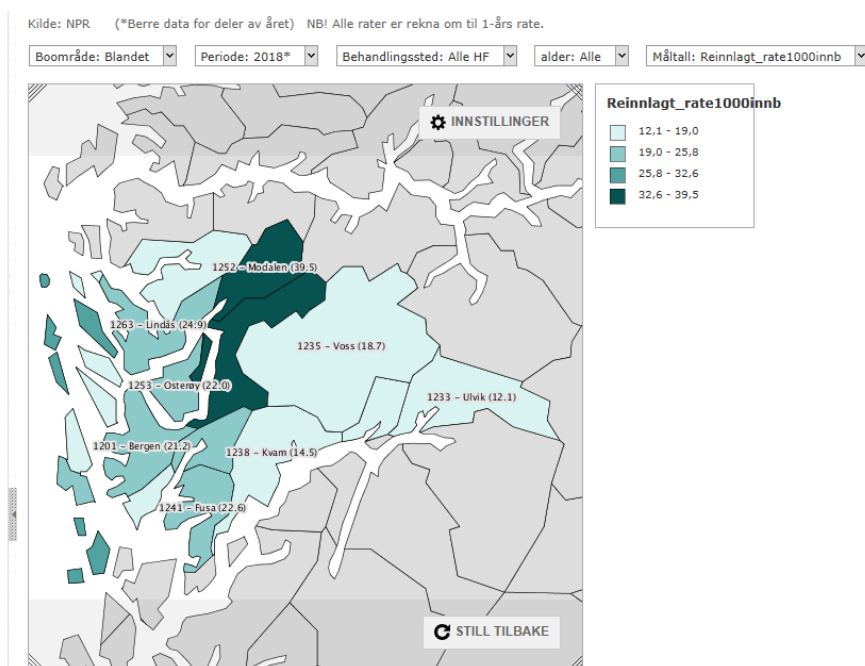 Kilde: NPR (*Berre data for deler av året) NB! Alle rater er rekna om til 1-års rate.
Boområde: Blandet Periode: 2018* Behandlingssted: Alle HF alder: Alle Måltall: Reinnlagt_rate1000innb
INNSTILLINGER
Reinnlagt_rate1000innb
12,1 - 19,0
19,0 - 25,8
25,8 - 32,6
32,6 - 39,5
1252 - Modalen (39.5)
1263 - Lindås (24.9)
1235 - Voss (18.7)
1253 - Osterøy (22.0)
1233 - Ulvik (12.1)
1201 - Bergen (21.2)
1238 - Kvam (14.5)
1241 - Fusa (22.6)
STILL TILBAKE